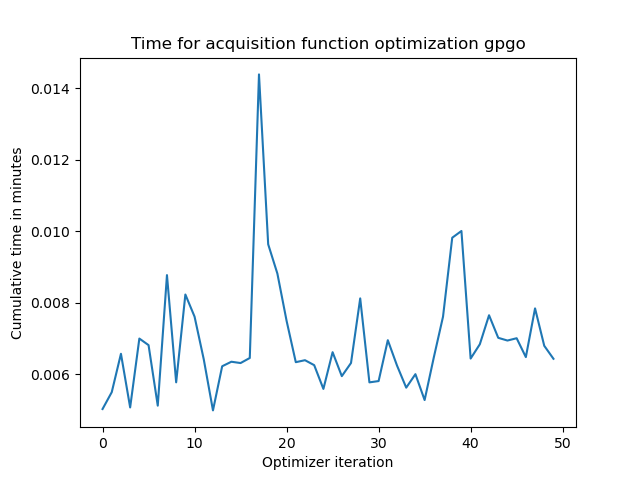 Time for acquisition function optimization gpgo
0.014
0.012
0.010
0.008
0.006
Cumulative time in minutes
0 10 20 30 40 50
Optimizer iteration